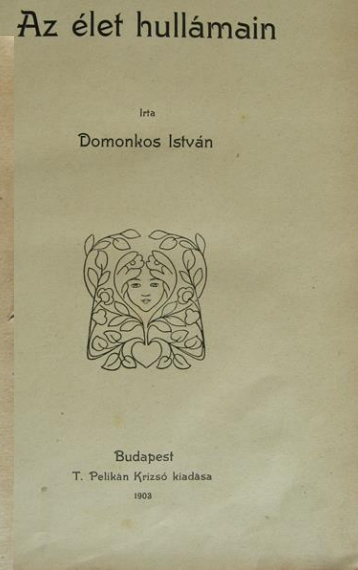 Az élet hullámain
Irta
Domonkos István
Budapest
T. Pelikán Krizsó kiadása
1903